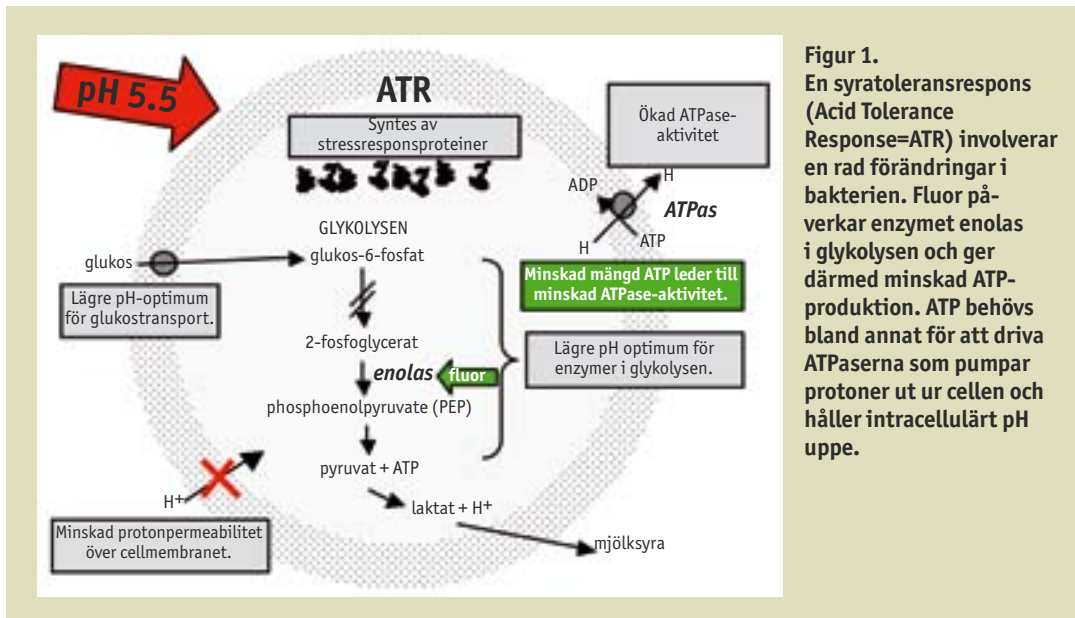 pH 5.5
ATR
Syntes av
stressresponsproteiner
Ökad ATPase-
aktivitet
ADP
H
ATPas
H
ATP
GLYKOLYSEN
glukos-6-fosfat
glukos
Lägre pH-optimum
för glukostransport.
Minskad mängd ATP leder till
minskad ATPase-aktivitet.
2-fosfoglycerat
enolas
fluor
Lägre pH optimum för
enzymer i glykolysen.
phosphoenolpyruvate (PEP)
pyruvat + ATP
H+
laktat + H+
Minskad protonpermeabilitet
över cellmembranet.
mjölksyra
Figur 1.
En syratoleransrespons
(Acid Tolerance
Response=ATR) involverar
en rad förändringar i
bakterien. Fluor på-
verkar enzymet enolas
i glykolysen och ger
därmed minskad ATP-
produktion. ATP behövs
bland annat för att driva
ATPaserna som pumpar
protoner ut ur cellen och
håller intracellulärt pH
uppe.